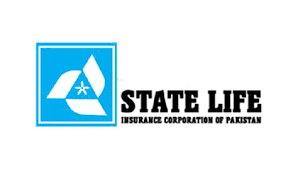 STATE LIFE
INSURANCE CORPORATION OF PAKISTAN